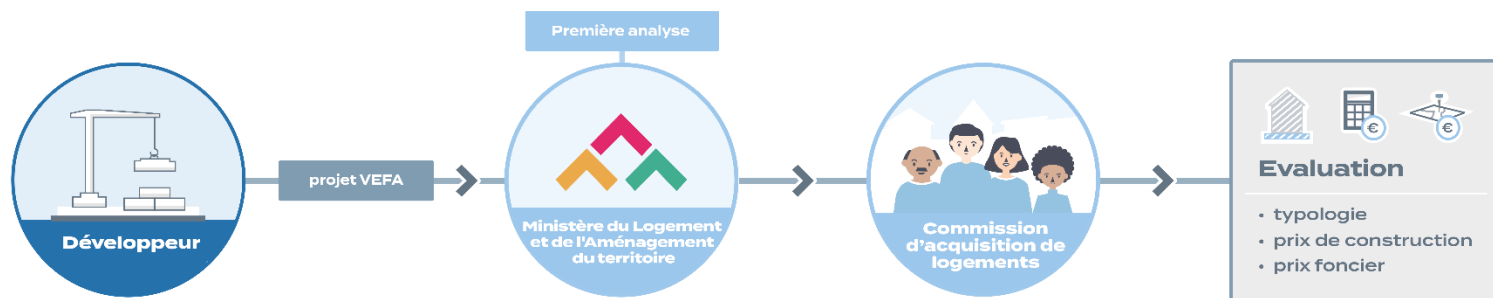 Première analyse
Développeur
projet VEFA
Ministère du Logement
et de l'Aménagement
du territoire
Commission
d'acquisition de
logements
€
€
Evaluation
• typologie
• prix de construction
• prix foncier